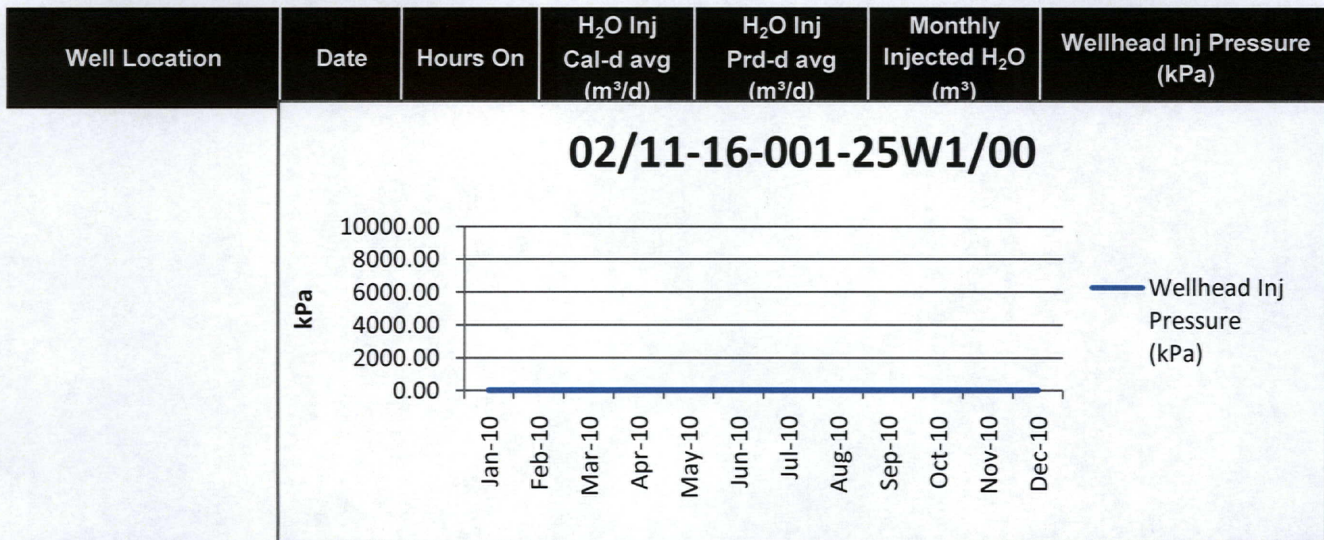 Well Location
Date
Hours On
H₂O Inj
Cal-d avg
(m³/d)
H₂O Inj
Prd-d avg
(m³/d)
Monthly
Injected H₂O
(m³)
Wellhead Inj Pressure
(kPa)
02/11-16-001-25W1/00
kPa
10000.00
8000.00
6000.00
4000.00
2000.00
0.00
Jan-10
Feb-10
Mar-10
Apr-10
May-10
Jun-10
Jul-10
Aug-10
Sep-10
Oct-10
Nov-10
Dec-10
Wellhead Inj
Pressure
(kPa)